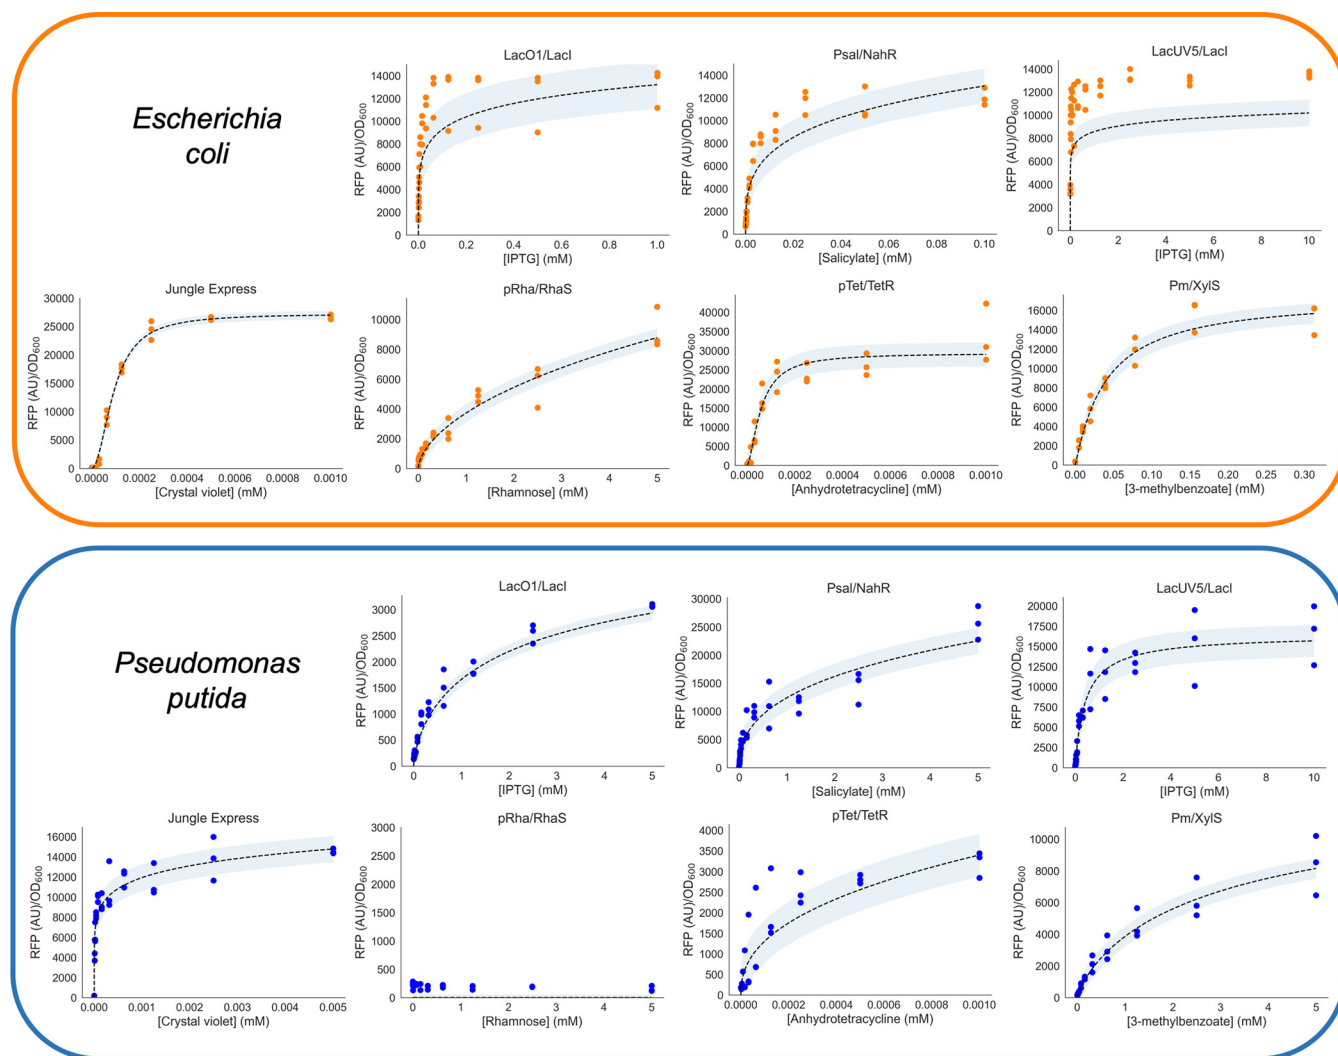 Escherichia
coli
LacO1/LacI
RFP (AU)/OD600
14000
12000
10000
8000
6000
4000
2000
0
0.0 0.2 0.4 0.6 0.8 1.0
[IPTG] (mM)
Psal/NahR
RFP (AU)/OD600
14000
12000
10000
8000
6000
4000
2000
0
0.00 0.02 0.04 0.06 0.08 0.10
[Salicylate] (mM)
LacUV5/LacI
RFP (AU)/OD600
14000
12000
10000
8000
6000
4000
2000
0
0 2 4 6 8 10
[IPTG] (mM)
Jungle Express
RFP (AU)/OD600
30000
25000
20000
15000
10000
5000
0
0.0000 0.0002 0.0004 0.0006 0.0008 0.0010
[Crystal violet] (mM)
pRha/RhaS
RFP (AU)/OD600
10000
8000
6000
4000
2000
0
0 1 2 3 4 5
[Rhamnose] (mM)
pTet/TetR
RFP (AU)/OD600
40000
35000
30000
25000
20000
15000
10000
5000
0
0.0000 0.0002 0.0004 0.0006 0.0008 0.0010
[Anhydrotetracycline] (mM)
Pm/XylS
RFP (AU)/OD600
16000
14000
12000
10000
8000
6000
4000
2000
0
0.00 0.05 0.10 0.15 0.20 0.25 0.30
[3-methylbenzoate] (mM)
Pseudomonas
putida
LacO1/LacI
RFP (AU)/OD600
3000
2500
2000
1500
1000
500
0
0 1 2 3 4 5
[IPTG] (mM)
Psal/NahR
RFP (AU)/OD600
30000
25000
20000
15000
10000
5000
0
0 1 2 3 4 5
[Salicylate] (mM)
LacUV5/LacI
RFP (AU)/OD600
20000
17500
15000
12500
10000
7500
5000
2500
0
0 2 4 6 8 10
[IPTG] (mM)
Jungle Express
RFP (AU)/OD600
16000
14000
12000
10000
8000
6000
4000
2000
0
0.000 0.001 0.002 0.003 0.004 0.005
[Crystal violet] (mM)
pRha/RhaS
RFP (AU)/OD600
3000
2500
2000
1500
1000
500
0
0 1 2 3 4 5
[Rhamnose] (mM)
pTet/TetR
RFP (AU)/OD600
4000
3500
3000
2500
2000
1500
1000
500
0
0.0000 0.0002 0.0004 0.0006 0.0008 0.0010
[Anhydrotetracycline] (mM)
Pm/XylS
RFP (AU)/OD600
10000
8000
6000
4000
2000
0
0 1 2 3 4 5
[3-methylbenzoate] (mM)